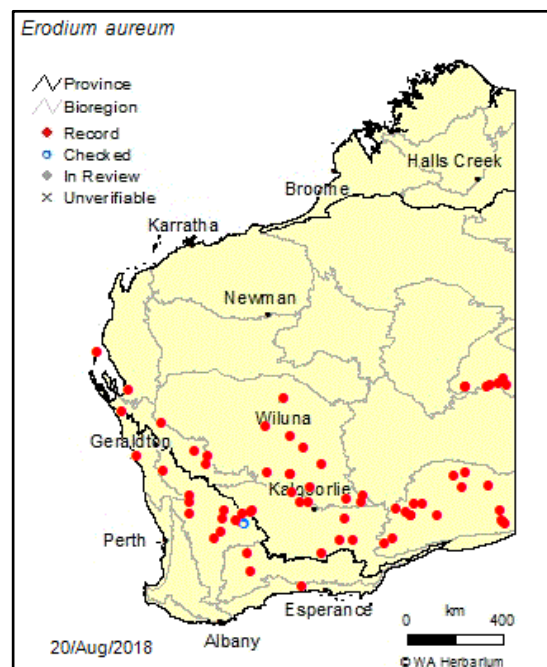 Erodium aureum
Province
Bioregion
Record
Checked
In Review
Unverifiable
Halls Creek
Broome
Karratha
Newman
Wiluna
Geraldton
Kalgoorlie
Perth
Esperance
Albany
km
0 400
20/Aug/2018
© WA Herbarium